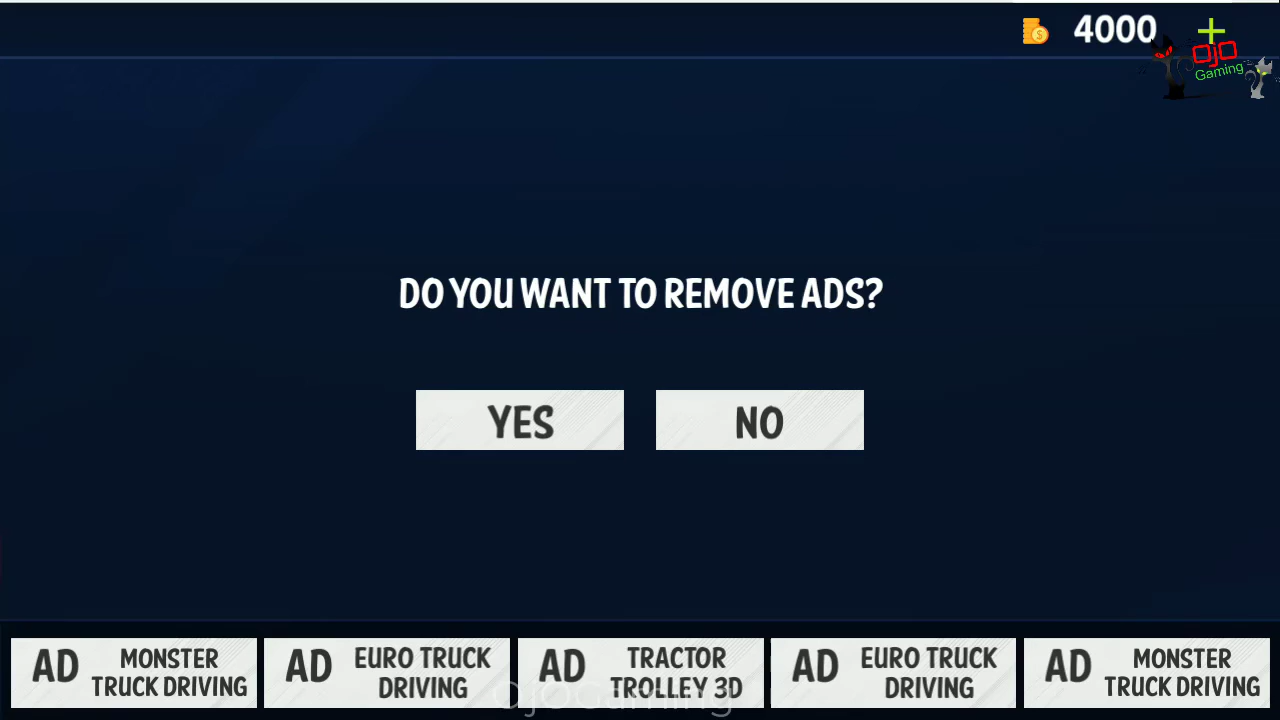 4000 +
OjO
Gaming
DO YOU WANT TO REMOVE ADS?
YES NO
AD MONSTER TRUCK DRIVING
AD EURO TRUCK DRIVING
AD TRACTOR TROLLEY 3D
AD EURO TRUCK DRIVING
AD MONSTER TRUCK DRIVING
OjOGaming